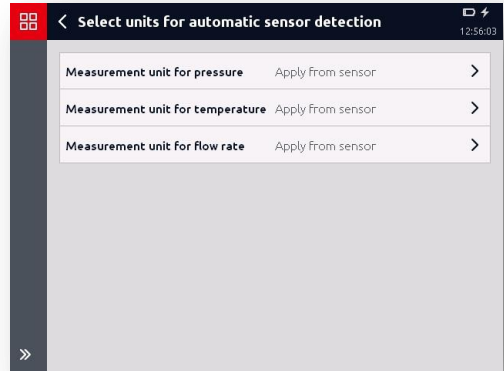 Select units for automatic sensor detection
12:56:03
Measurement unit for pressure Apply from sensor
Measurement unit for temperature Apply from sensor
Measurement unit for flow rate Apply from sensor